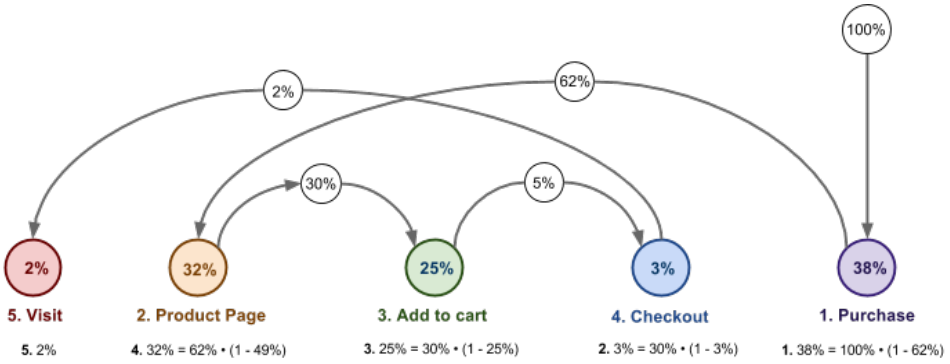 100%
2%
62%
30%
5%
2%
32%
25%
3%
38%
5. Visit
2. Product Page
3. Add to cart
4. Checkout
1. Purchase
5. 2%
4. 32% = 62% • (1 - 49%)
3. 25% = 30% • (1 - 25%)
2. 3% = 30% • (1 - 3%)
1. 38% = 100% • (1 - 62%)